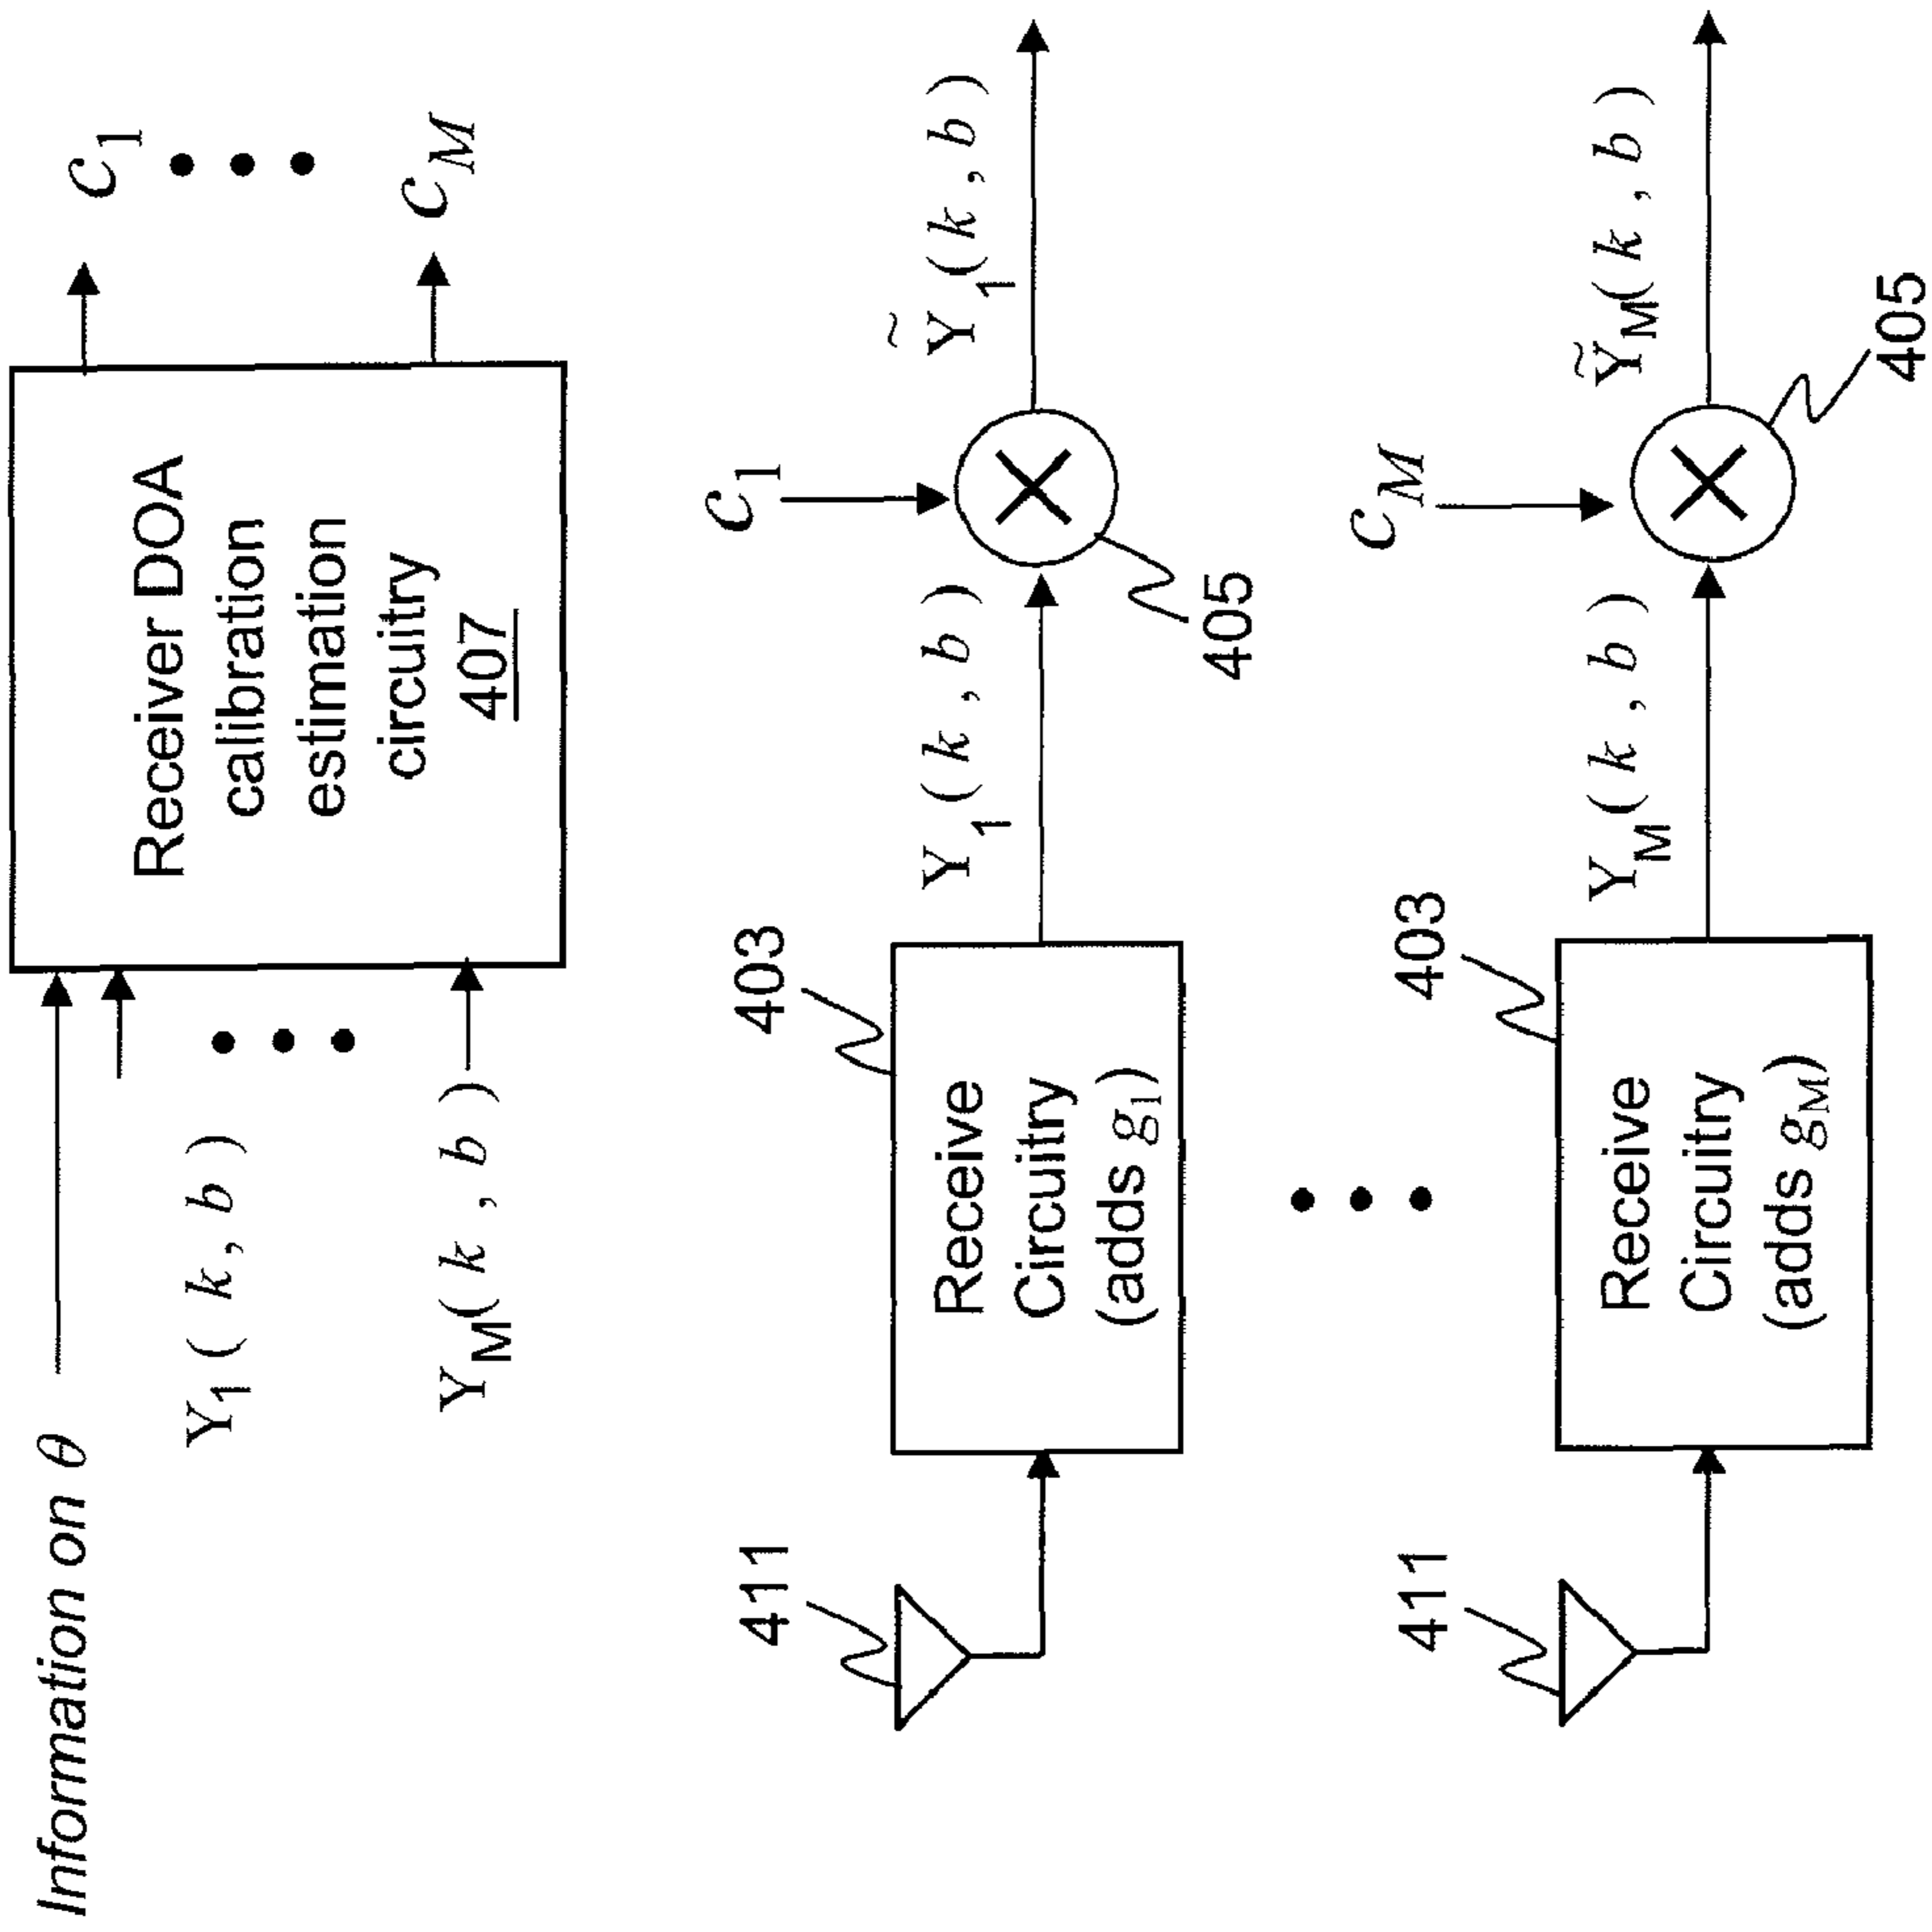 Information on θ
Y1 ( k , b )
YM( k , b )
Receiver DOA
calibration
estimation
circuitry
407
c1
cM
411
403
Receive
Circuitry
(adds g1)
Y1 ( k , b )
c1
405
Ỹ1 ( k , b )
411
403
Receive
Circuitry
(adds gM)
YM( k , b )
cM
405
ỸM( k , b )